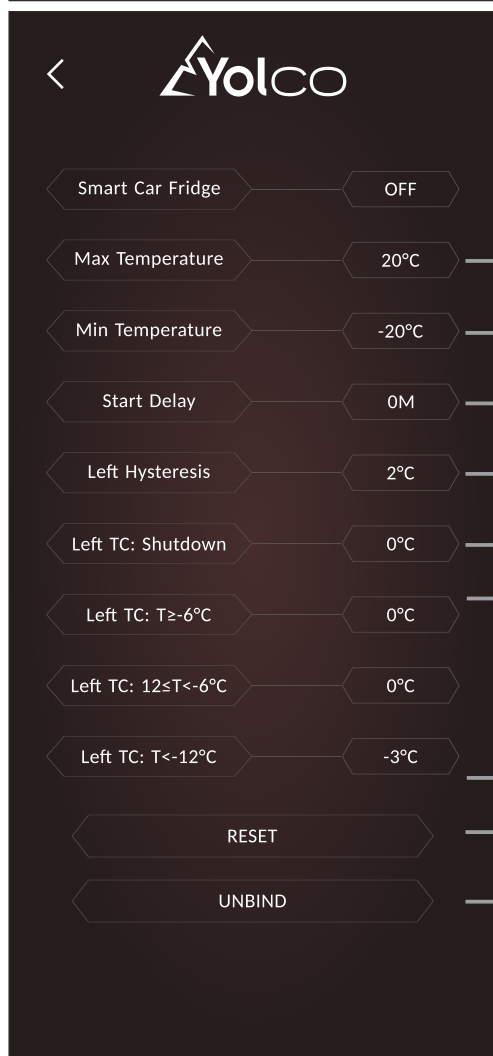 Yolco
Smart Car Fridge OFF
Max Temperature 20°C
Min Temperature -20°C
Start Delay 0M
Left Hysteresis 2°C
Left TC: Shutdown 0°C
Left TC: T≥-6°C 0°C
Left TC: 12≤T<-6°C 0°C
Left TC: T<-12°C -3°C
RESET
UNBIND